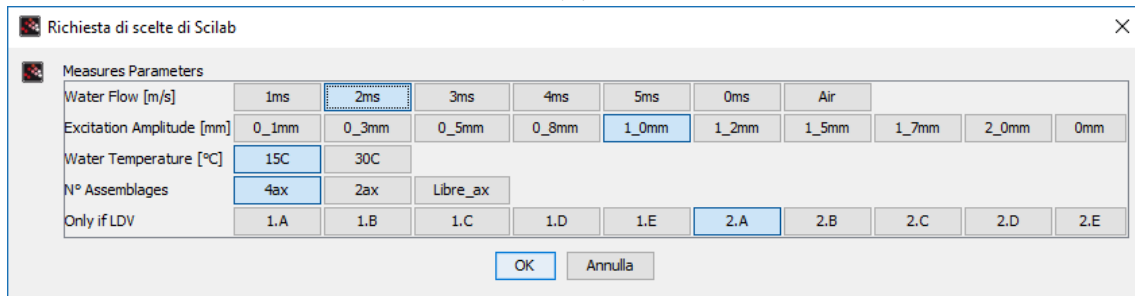 Richiesta di scelte di Scilab
Measures Parameters
Water Flow [m/s] 1ms 2ms 3ms 4ms 5ms 0ms Air
Excitation Amplitude [mm] 0_1mm 0_3mm 0_5mm 0_8mm 1_0mm 1_2mm 1_5mm 1_7mm 2_0mm 0mm
Water Temperature [°C] 15C 30C
N° Assemblages 4ax 2ax Libre_ax
Only if LDV 1.A 1.B 1.C 1.D 1.E 2.A 2.B 2.C 2.D 2.E
OK Annulla